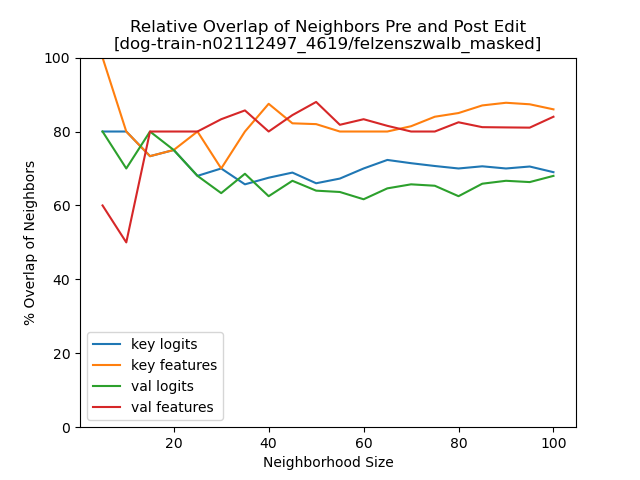 Relative Overlap of Neighbors Pre and Post Edit
[dog-train-n02112497_4619/felzenszwalb_masked]
100
80
60
40
20
0
% Overlap of Neighbors
key logits
key features
val logits
val features
20 40 60 80 100
Neighborhood Size